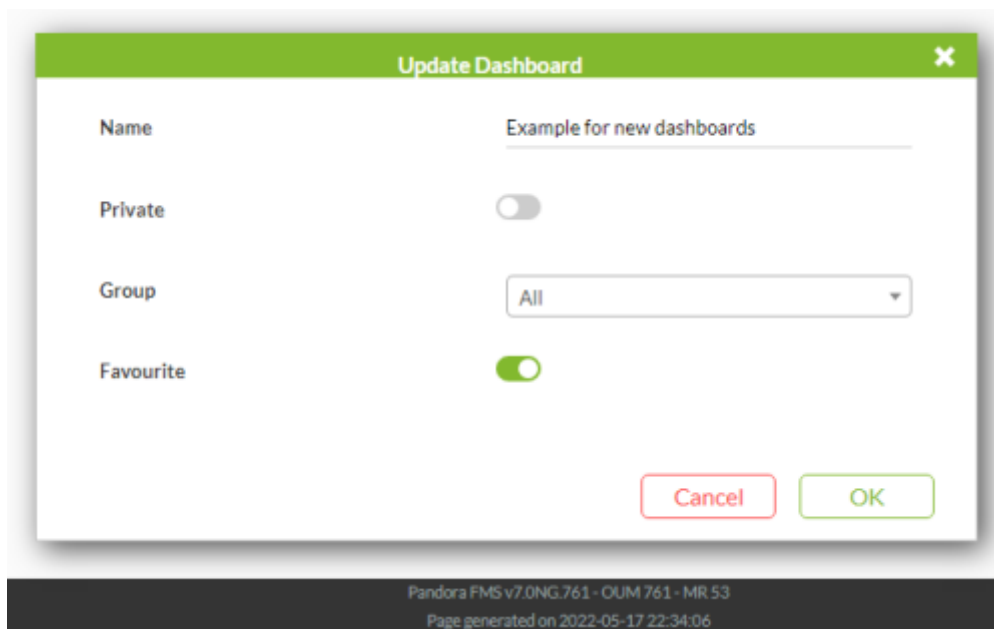 Update Dashboard
Name
Example for new dashboards
Private
Group
All
Favourite
Cancel
OK
Pandora FMS v7.0NG.761 - OUM 761 - MR 53
Page generated on 2022-05-17 22:34:06